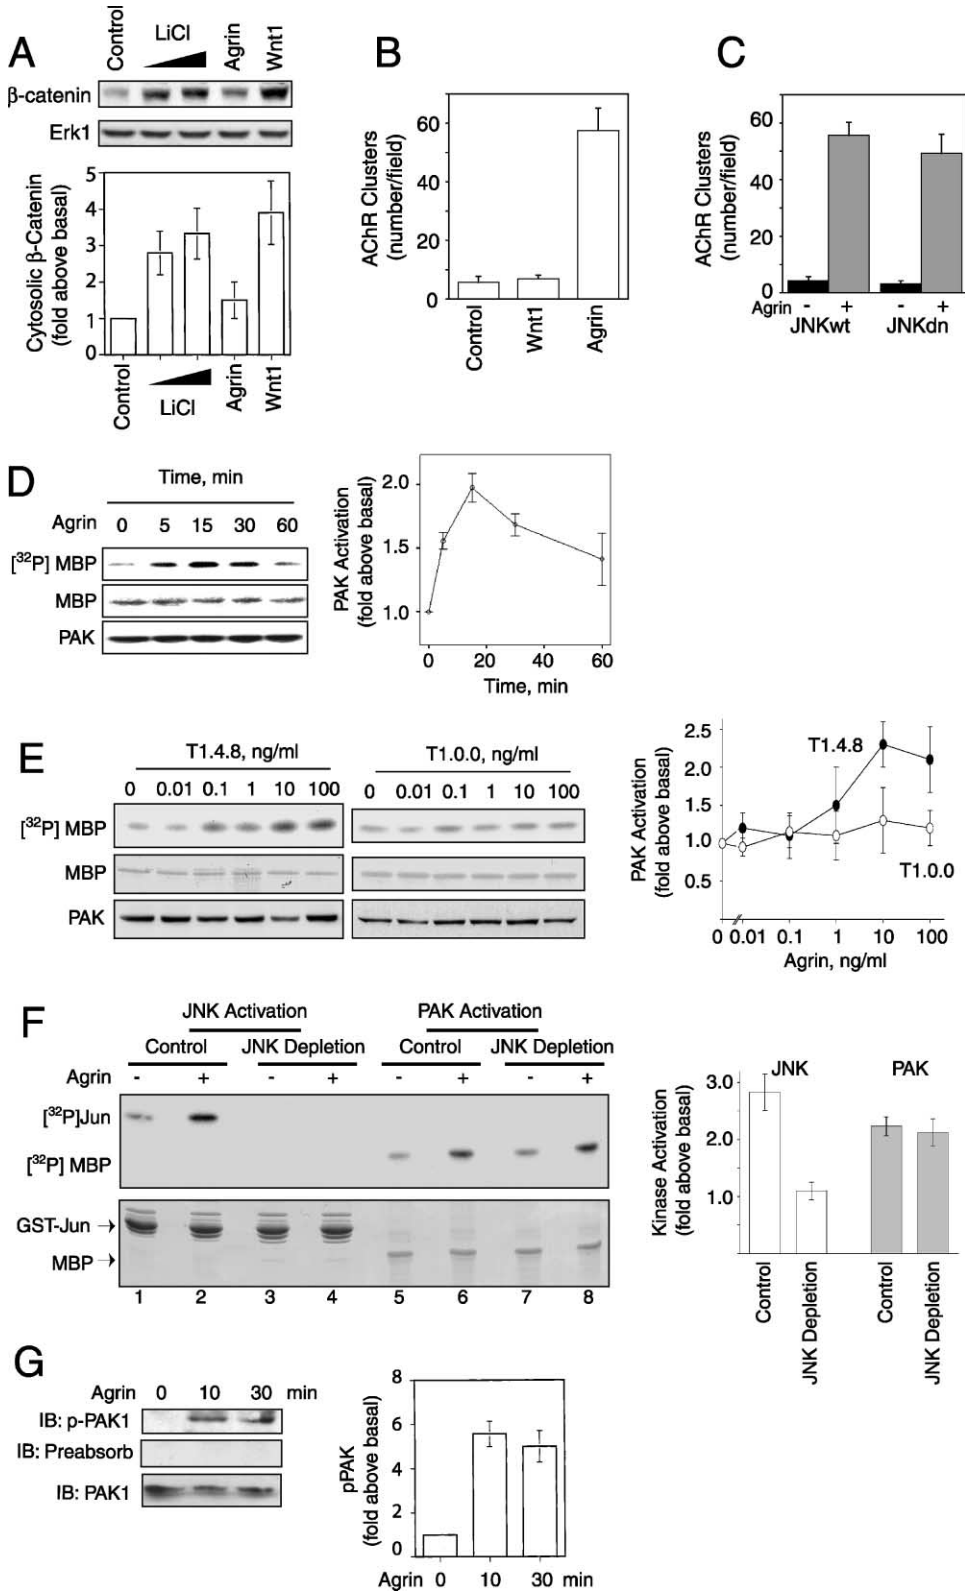 A
Control
LiCl
Agrin
Wnt1
β-catenin
Erk1
Cytosolic β-Catenin
(fold above basal)
5
4
3
2
1
0
Control
LiCl
Agrin
Wnt1
B
AChR Clusters
(number/field)
60
40
20
0
Control
Wnt1
Agrin
C
AChR Clusters
(number/field)
60
40
20
0
Agrin - + - +
JNKwt JNKdn
D
Time, min
Agrin 0 5 15 30 60
[³²P] MBP
MBP
PAK
PAK Activation
(fold above basal)
2.0
1.5
1.0
0 20 40 60
Time, min
E
T1.4.8, ng/ml
0 0.01 0.1 1 10 100
T1.0.0, ng/ml
0 0.01 0.1 1 10 100
[³²P] MBP
MBP
PAK
PAK Activation
(fold above basal)
2.5
2.0
1.5
1.0
0.5
T1.4.8
T1.0.0
0 0.01 0.1 1 10 100
Agrin, ng/ml
F
JNK Activation PAK Activation
Control JNK Depletion Control JNK Depletion
Agrin - + - + - + - +
[³²P]Jun
[³²P] MBP
GST-Jun
MBP
1 2 3 4 5 6 7 8
JNK PAK
Kinase Activation
(fold above basal)
3.0
2.0
1.0
Control
JNK Depletion
Control
JNK Depletion
G
Agrin 0 10 30 min
IB: p-PAK1
IB: Preabsorb
IB: PAK1
pPAK
(fold above basal)
8
6
4
2
0
Agrin 0 10 30 min